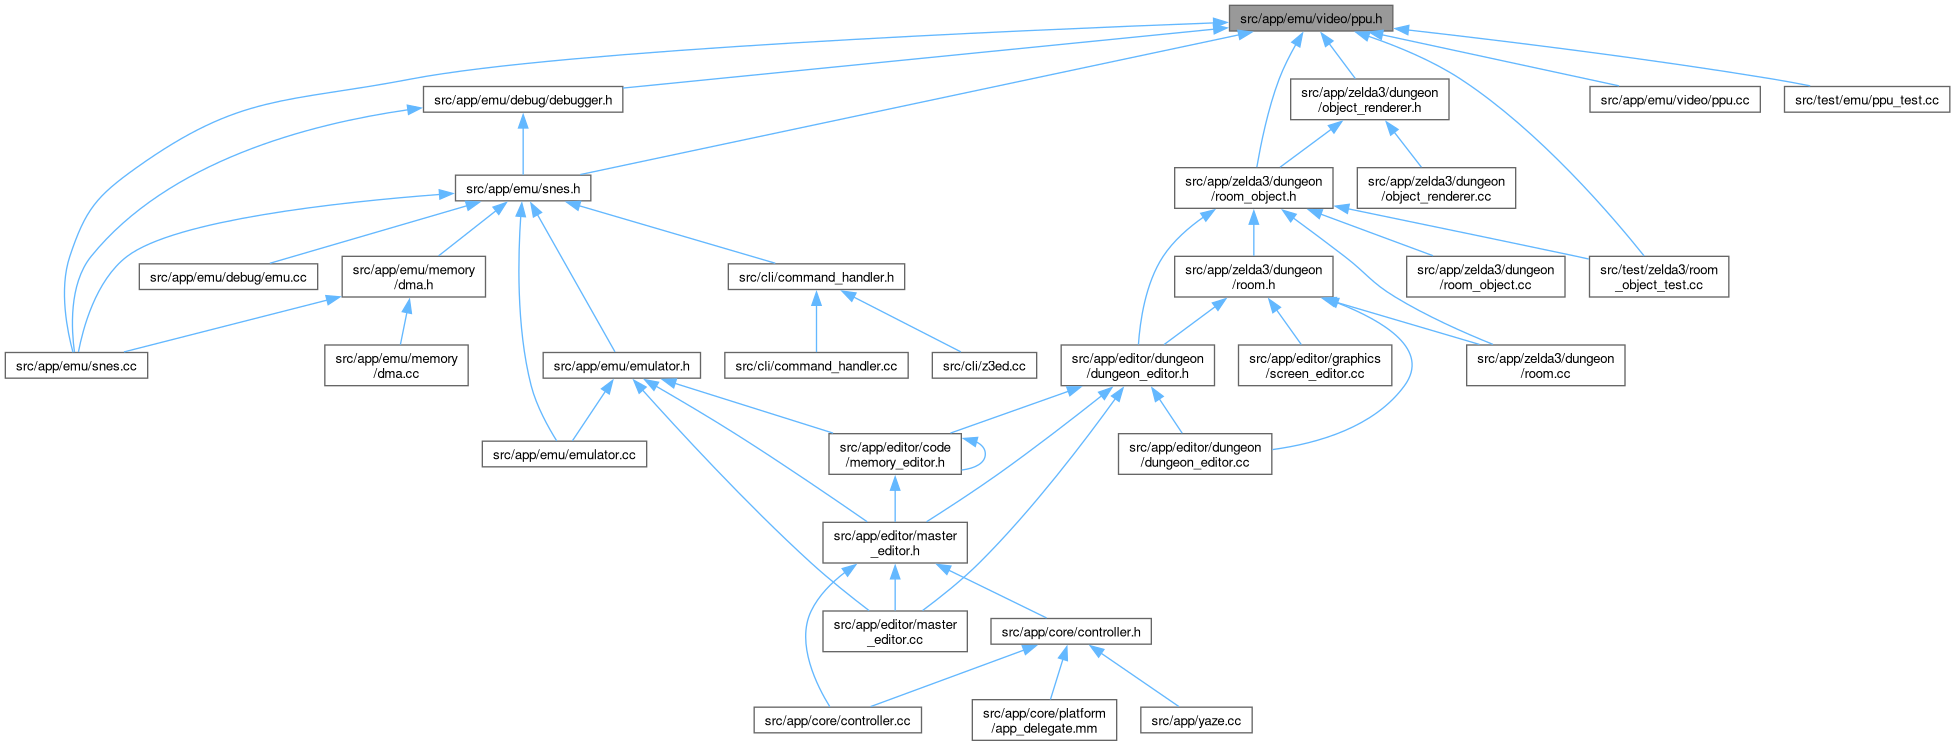 src/app/emu/video/ppu.h
src/app/emu/debug/debugger.h
src/app/zelda3/dungeon
/object_renderer.h
src/app/emu/video/ppu.cc
src/test/emu/ppu_test.cc
src/app/emu/snes.h
src/app/zelda3/dungeon
/room_object.h
src/app/zelda3/dungeon
/object_renderer.cc
src/app/emu/debug/emu.cc
src/app/emu/memory
/dma.h
src/cli/command_handler.h
src/app/zelda3/dungeon
/room.h
src/app/zelda3/dungeon
/room_object.cc
src/test/zelda3/room
_object_test.cc
src/app/emu/snes.cc
src/app/emu/memory
/dma.cc
src/app/emu/emulator.h
src/cli/command_handler.cc
src/cli/z3ed.cc
src/app/editor/dungeon
/dungeon_editor.h
src/app/editor/graphics
/screen_editor.cc
src/app/zelda3/dungeon
/room.cc
src/app/emu/emulator.cc
src/app/editor/code
/memory_editor.h
src/app/editor/dungeon
/dungeon_editor.cc
src/app/editor/master
_editor.h
src/app/editor/master
_editor.cc
src/app/core/controller.h
src/app/core/controller.cc
src/app/core/platform
/app_delegate.mm
src/app/yaze.cc